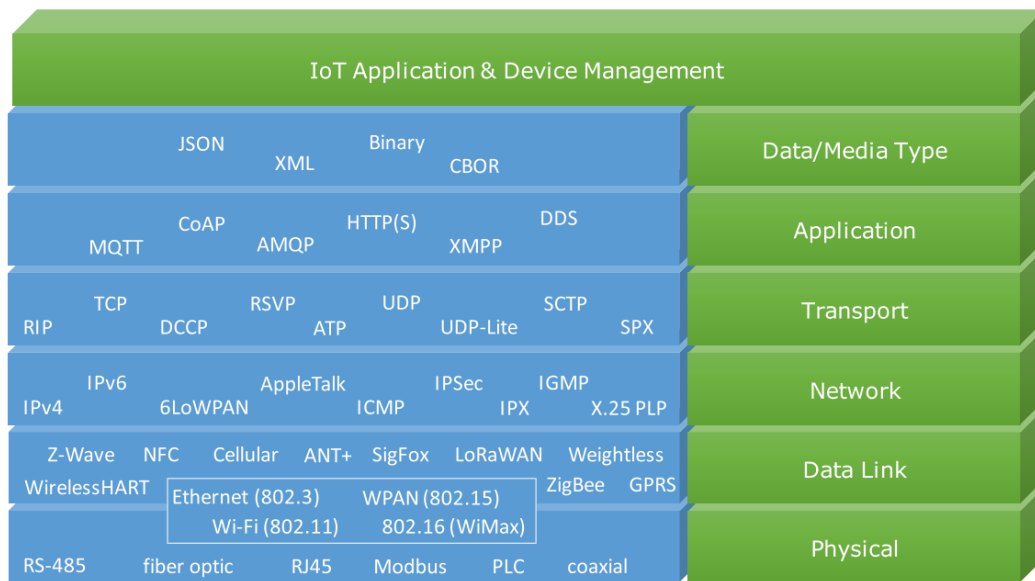 IoT Application & Device Management
JSON XML Binary CBOR
Data/Media Type
MQTT CoAP AMQP HTTP(S) XMPP DDS
Application
RIP TCP DCCP RSVP ATP UDP UDP-Lite SCTP SPX
Transport
IPv4 IPv6 6LoWPAN AppleTalk ICMP IPSec IPX IGMP X.25 PLP
Network
Z-Wave NFC Cellular ANT+ SigFox LoRaWAN Weightless
WirelessHART ZigBee GPRS
Data Link
Ethernet (802.3) WPAN (802.15)
Wi-Fi (802.11) 802.16 (WiMax)
RS-485 fiber optic RJ45 Modbus PLC coaxial
Physical